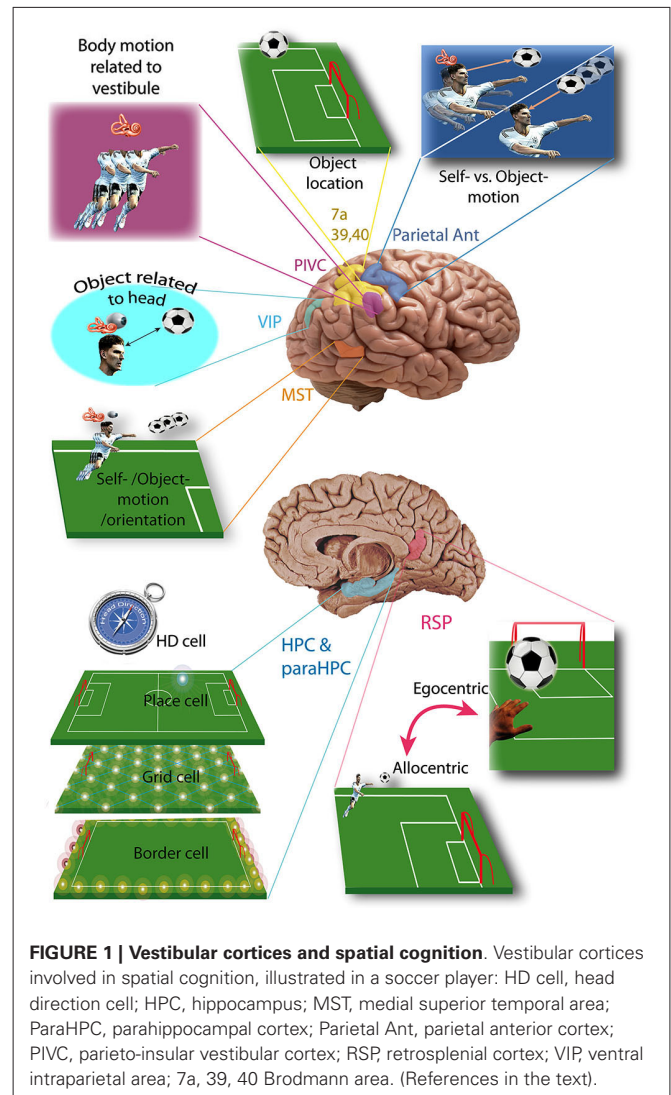 Body motion
related to
vestibule
Object
location
Self- vs. Object-
motion
7a
39,40
Parietal Ant
PIVC
Object related
to head
VIP
MST
Self- /Object-
motion
/orientation
Head Direction
HD cell
HPC &
paraHPC
RSP
Place cell
Egocentric
Grid cell
Allocentric
Border cell
FIGURE 1 | Vestibular cortices and spatial cognition. Vestibular cortices
involved in spatial cognition, illustrated in a soccer player: HD cell, head
direction cell; HPC, hippocampus; MST, medial superior temporal area;
ParaHPC, parahippocampal cortex; Parietal Ant, parietal anterior cortex;
PIVC, parieto-insular vestibular cortex; RSP, retrosplenial cortex; VIP, ventral
intraparietal area; 7a, 39, 40 Brodmann area. (References in the text).